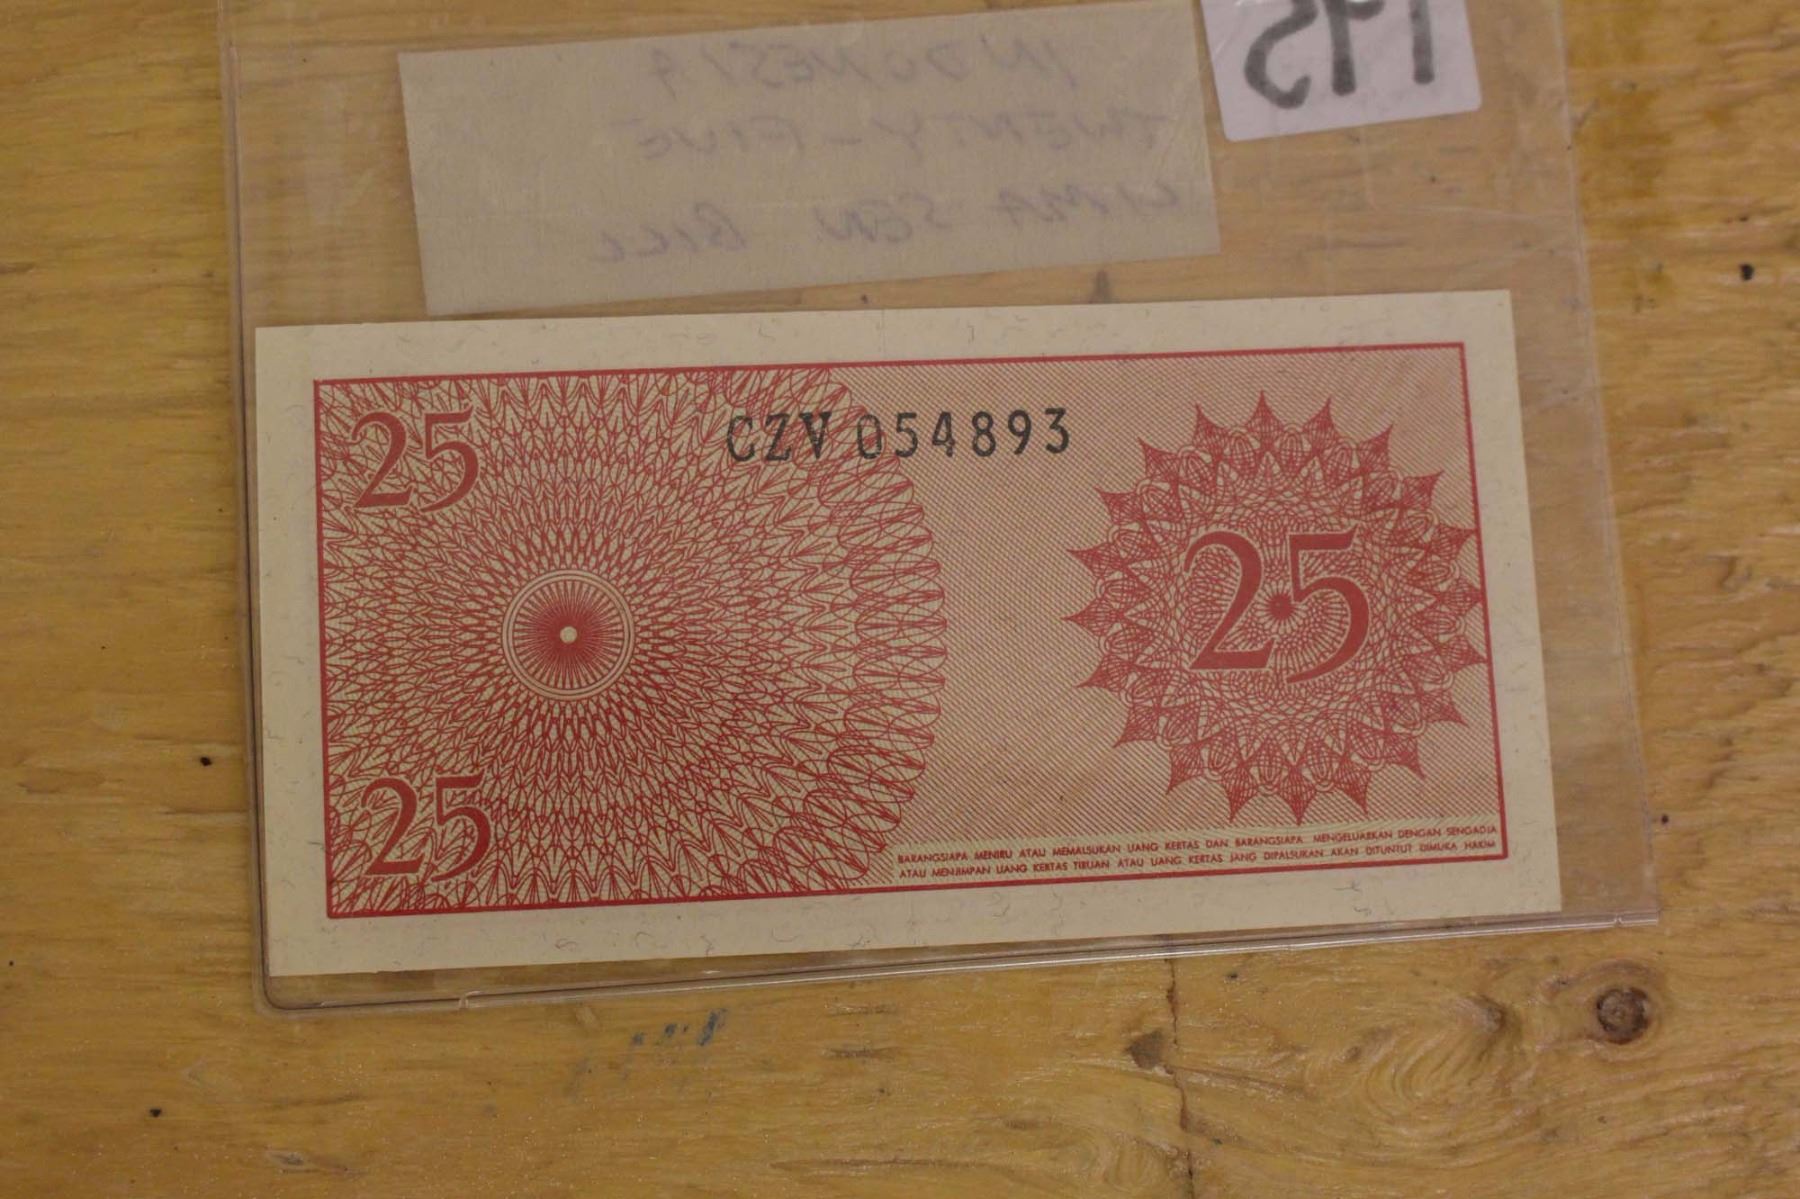 145
INDONESIA
TWENTY-FIVE
LIMA SEN BILL
25
CZV 054893
25
25
BARANGSIAPA MENIRU ATAU MEMALSUKAN UANG KERTAS DAN BARANGSIAPA MENGELUARKAN DENGAN SENGADJA
ATAU MENJIMPAN UANG KERTAS TIRUAN ATAU UANG KERTAS JANG DIPALSUKAN AKAN DITUNTUT DIMUKA HAKIM